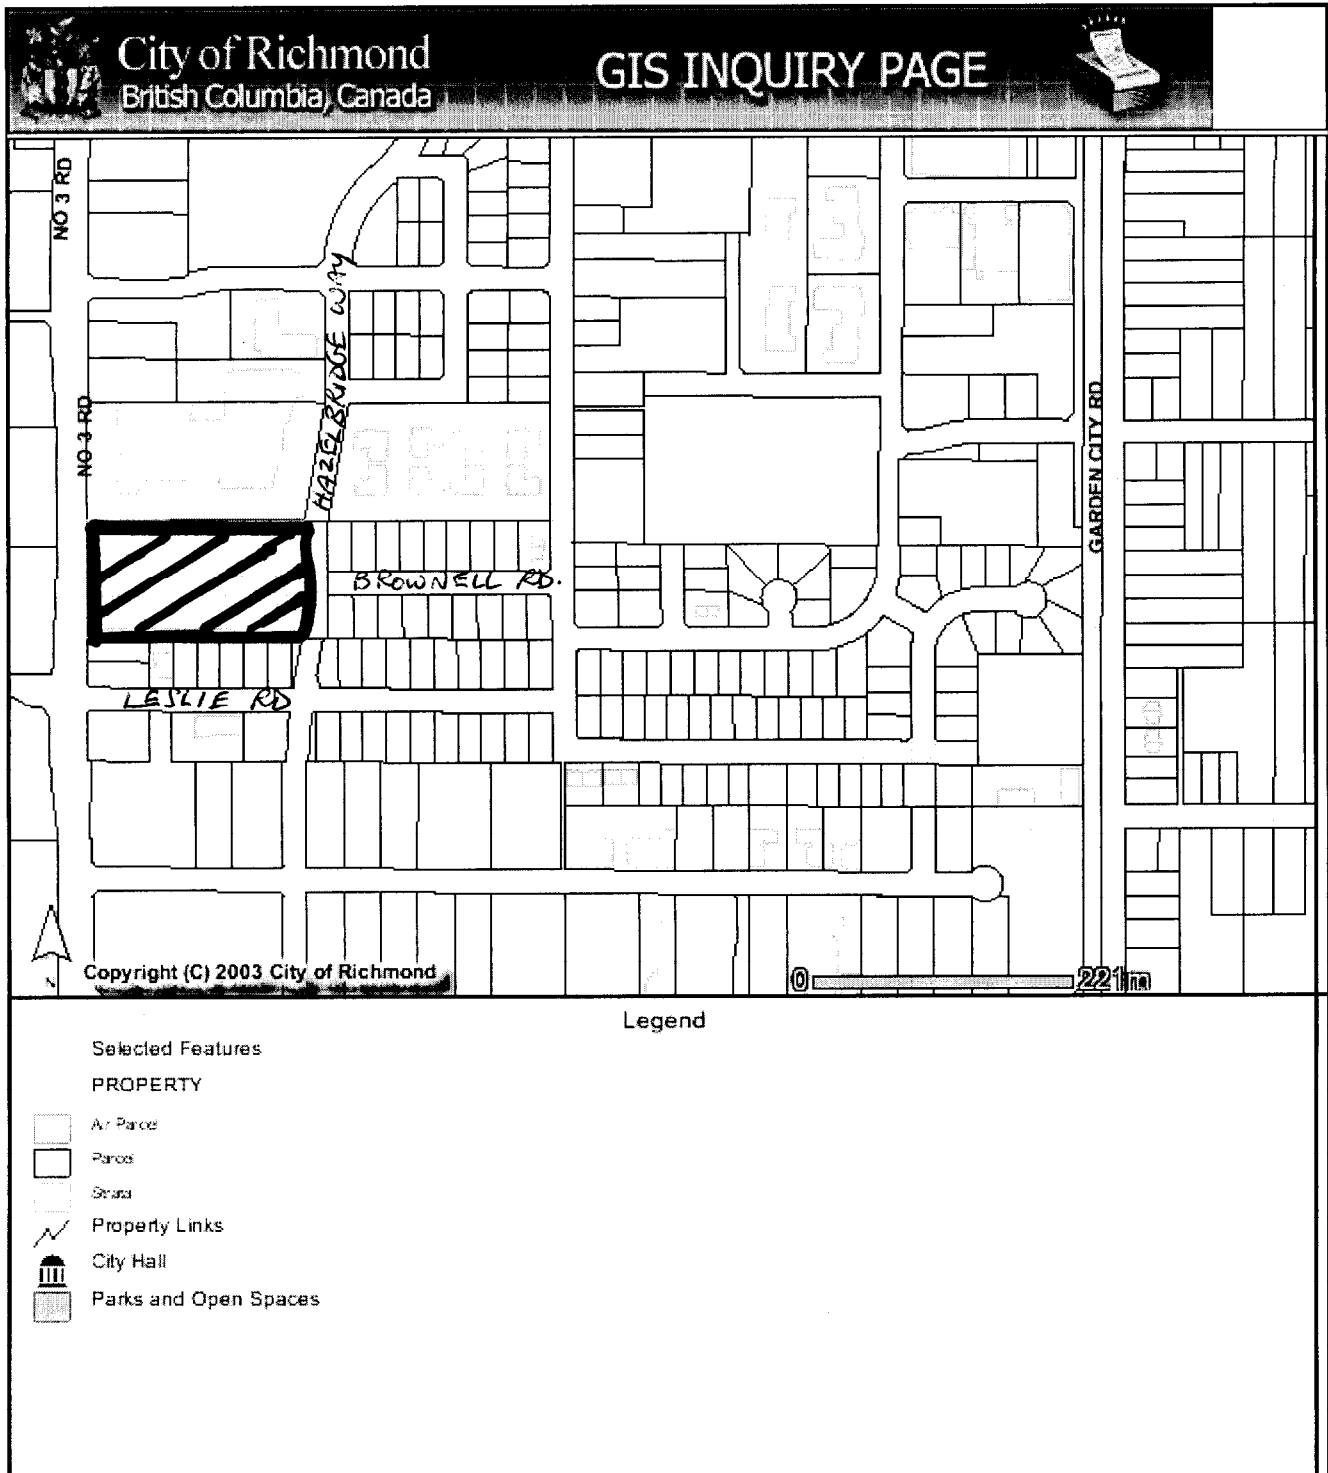 City of Richmond
British Columbia, Canada
GIS INQUIRY PAGE
NO 3 RD
HAZELBRIDGE WAY
NO 3 RD
GARDEN CITY RD
BROWNELL RD.
LESLIE RD
N
Copyright (C) 2003 City of Richmond
0 221m
Legend
Selected Features
PROPERTY
Air Parcel
Parcel
Strata
Property Links
City Hall
Parks and Open Spaces